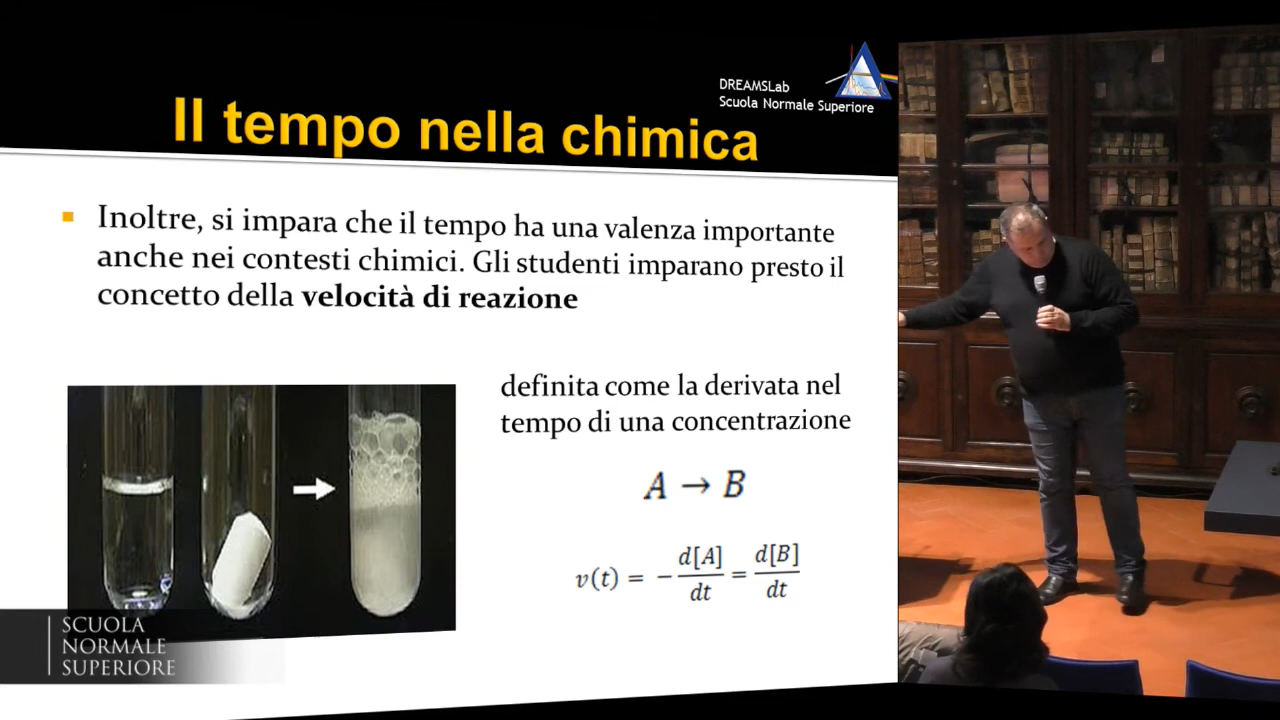 DREAMSLab
Scuola Normale Superiore
Il tempo nella chimica
Inoltre, si impara che il tempo ha una valenza importante
anche nei contesti chimici. Gli studenti imparano presto il
concetto della velocità di reazione
definita come la derivata nel
tempo di una concentrazione
A → B
v(t) = − d[A]/dt = d[B]/dt
SCUOLA
NORMALE
SUPERIORE